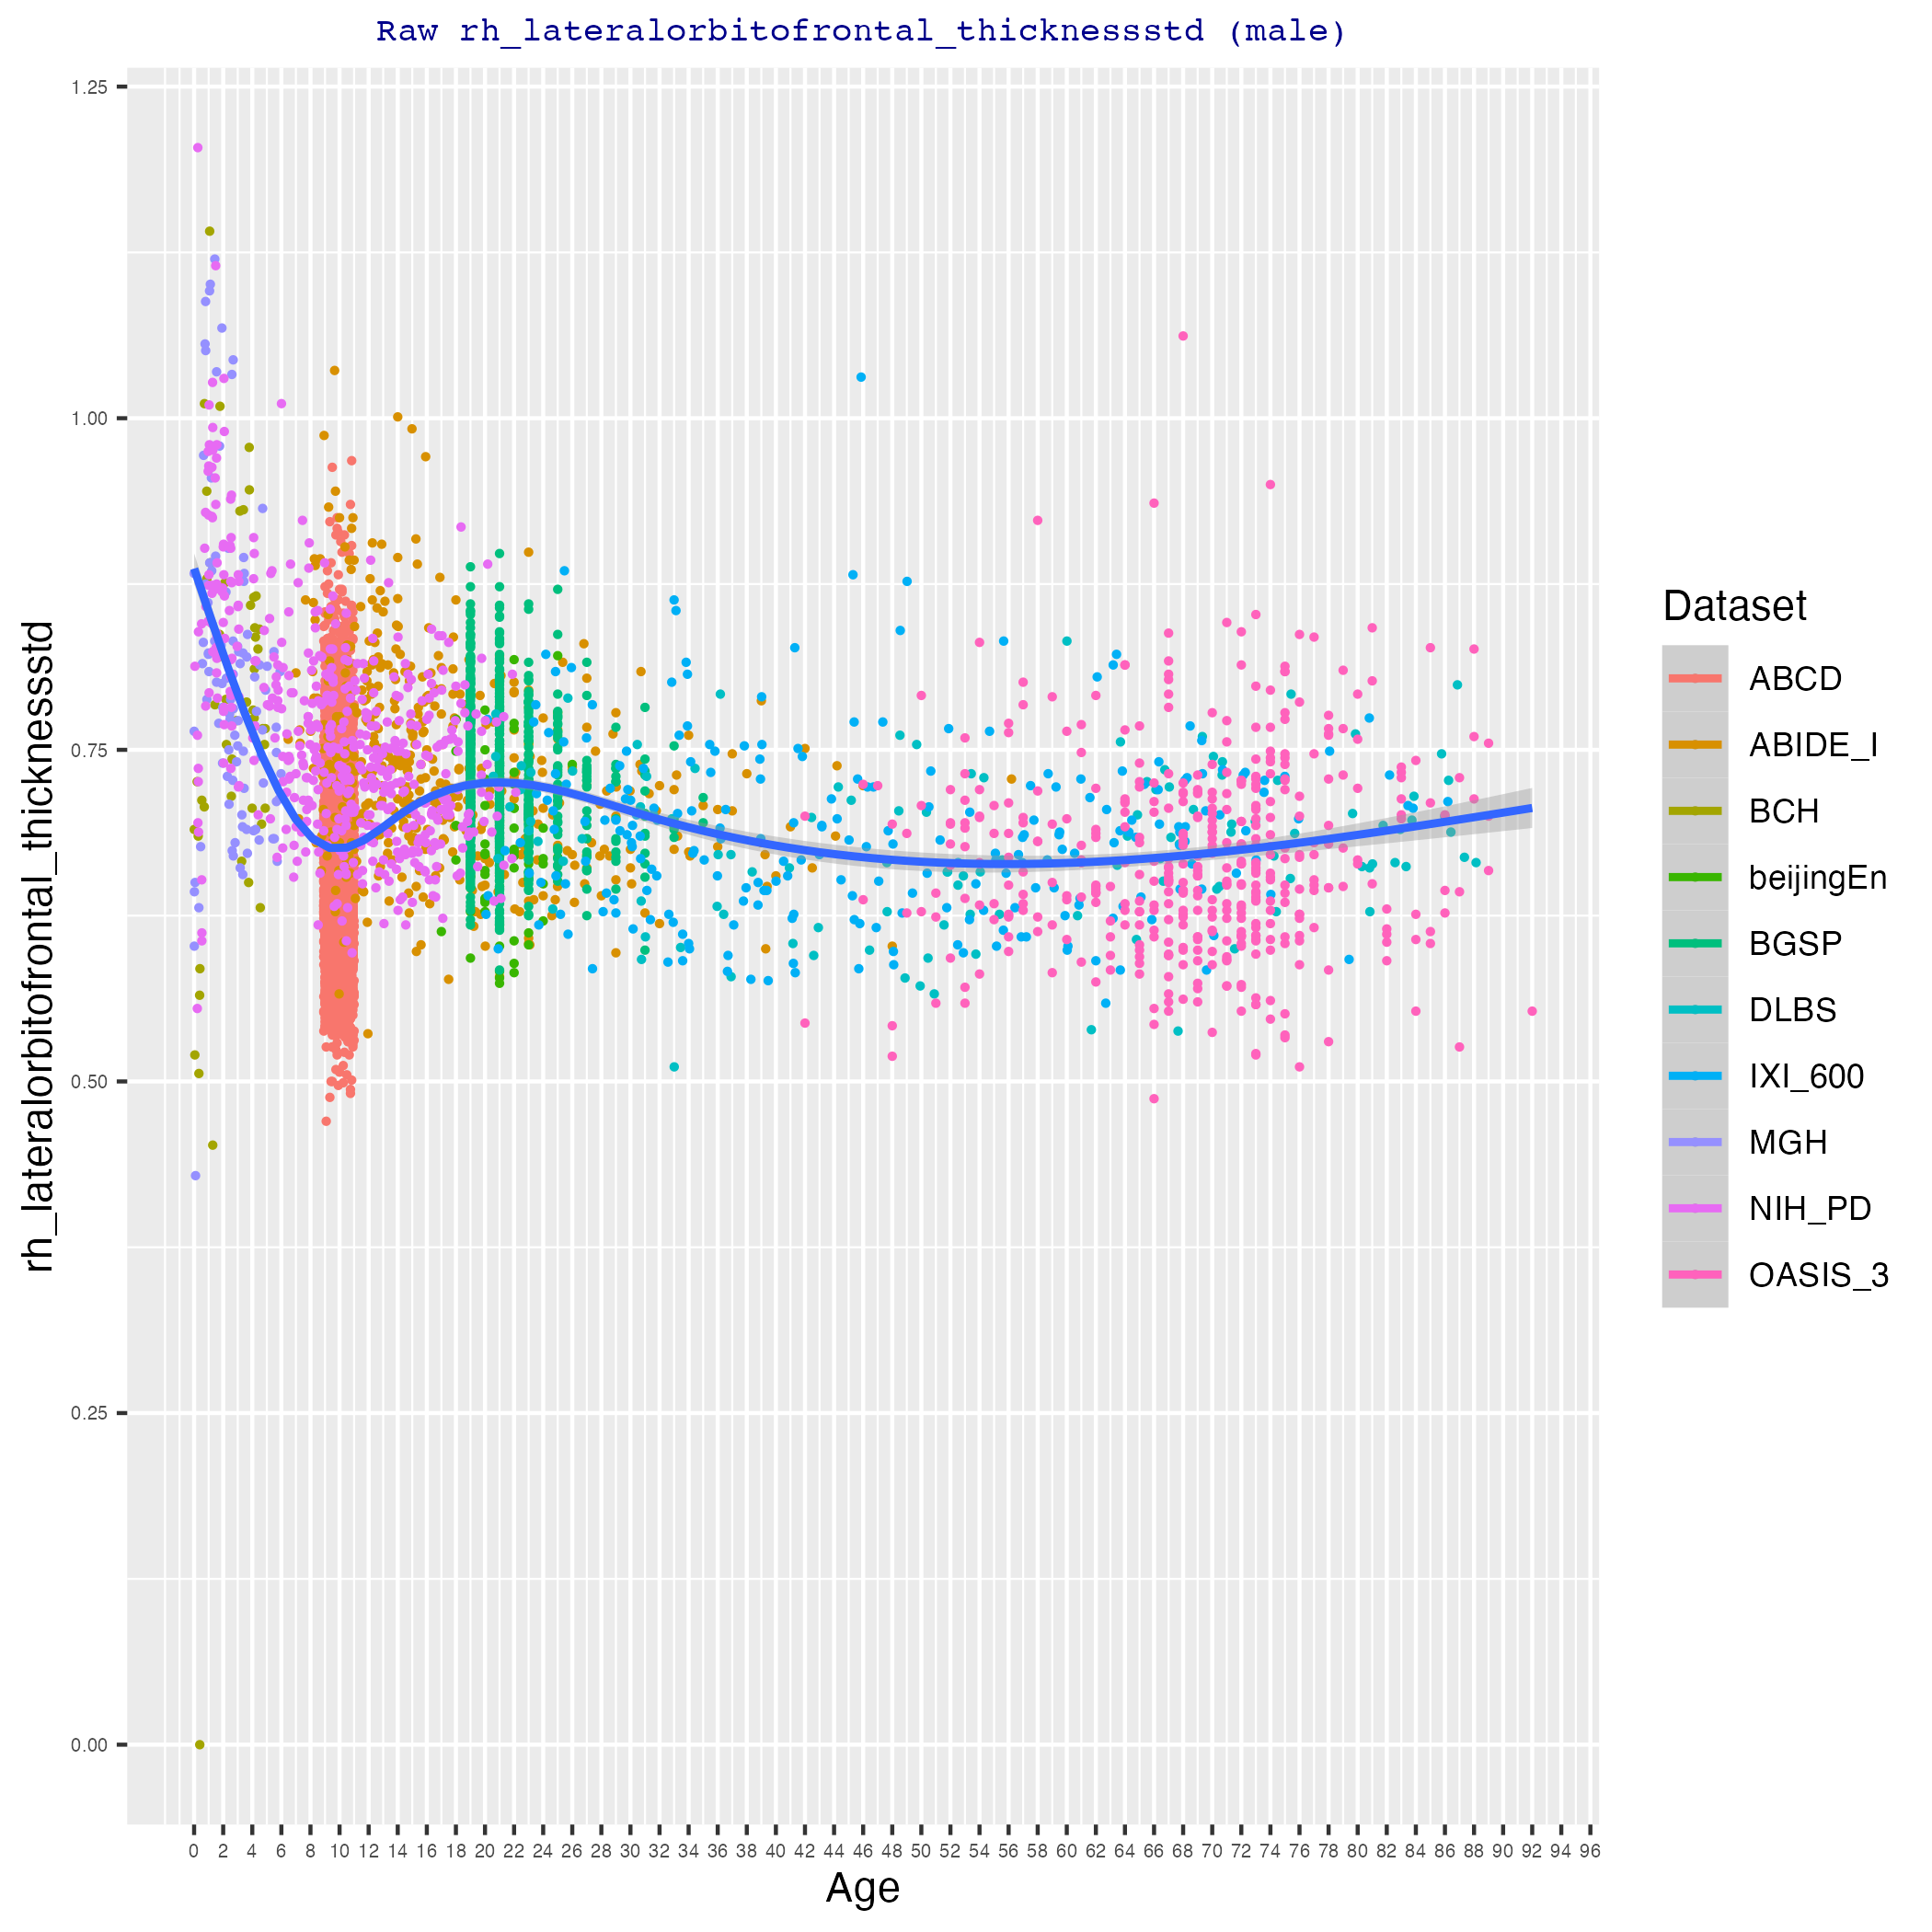 Raw rh_lateralorbitofrontal_thicknessstd (male)
rh_lateralorbitofrontal_thicknessstd
1.25
1.00
0.75
0.50
0.25
0.00
0 2 4 6 8 10 12 14 16 18 20 22 24 26 28 30 32 34 36 38 40 42 44 46 48 50 52 54 56 58 60 62 64 66 68 70 72 74 76 78 80 82 84 86 88 90 92 94 96
Age
Dataset
ABCD
ABIDE_I
BCH
beijingEn
BGSP
DLBS
IXI_600
MGH
NIH_PD
OASIS_3